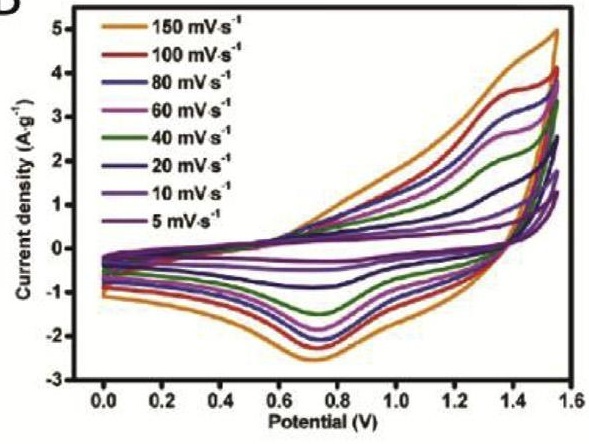 B
150 mV·s⁻¹
100 mV·s⁻¹
80 mV·s⁻¹
60 mV·s⁻¹
40 mV·s⁻¹
20 mV·s⁻¹
10 mV·s⁻¹
5 mV·s⁻¹
Current density (A·g⁻¹)
5
4
3
2
1
0
-1
-2
-3
0.0 0.2 0.4 0.6 0.8 1.0 1.2 1.4 1.6
Potential (V)